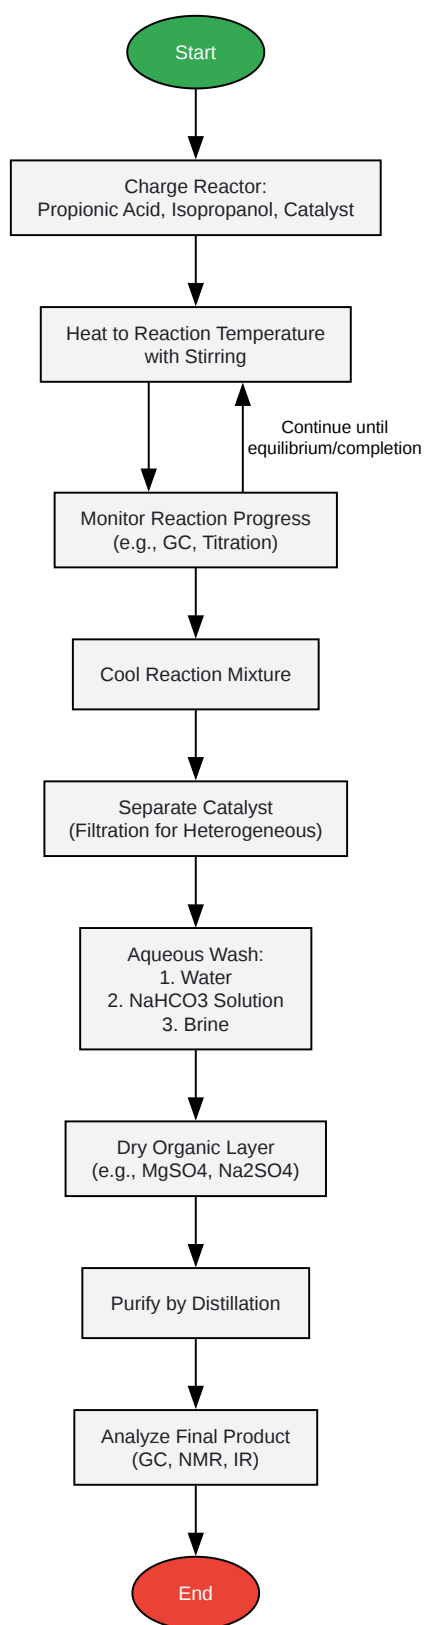 Start
Charge Reactor:
Propionic Acid, Isopropanol, Catalyst
Heat to Reaction Temperature
with Stirring
Continue until
equilibrium/completion
Monitor Reaction Progress
(e.g., GC, Titration)
Cool Reaction Mixture
Separate Catalyst
(Filtration for Heterogeneous)
Aqueous Wash:
1. Water
2. NaHCO3 Solution
3. Brine
Dry Organic Layer
(e.g., MgSO4, Na2SO4)
Purify by Distillation
Analyze Final Product
(GC, NMR, IR)
End